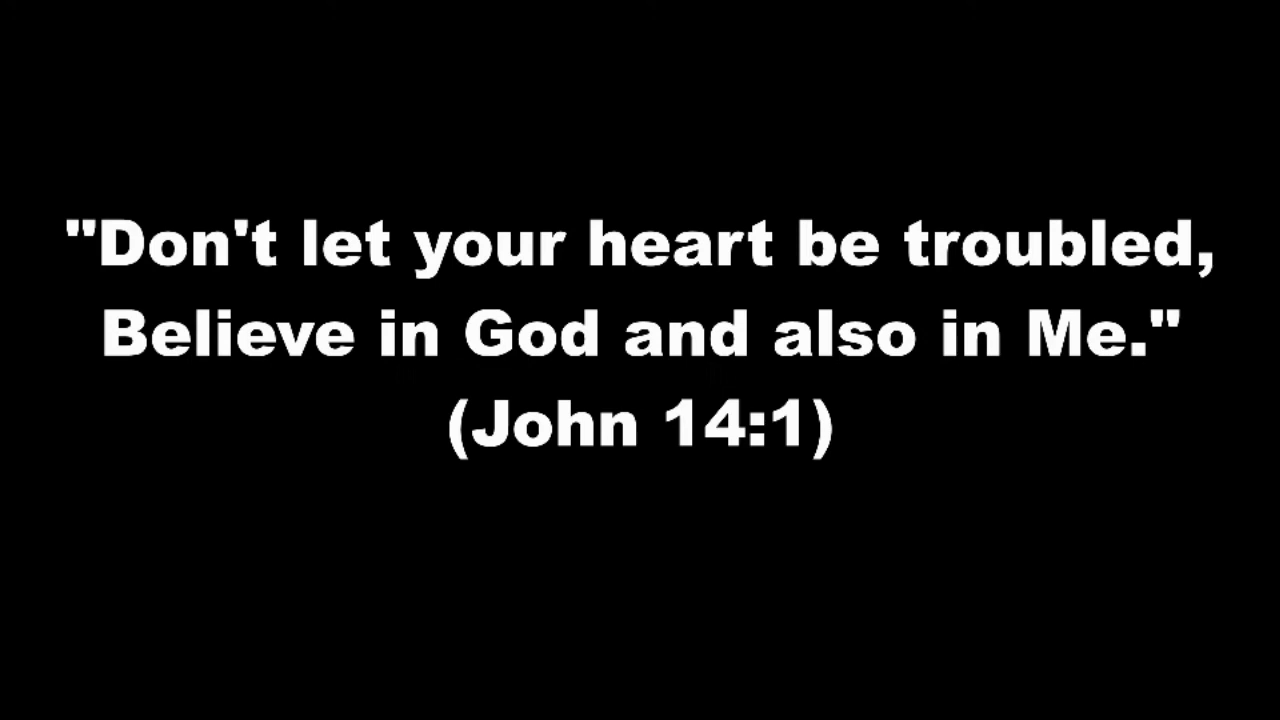 "Don't let your heart be troubled,
Believe in God and also in Me."
(John 14:1)